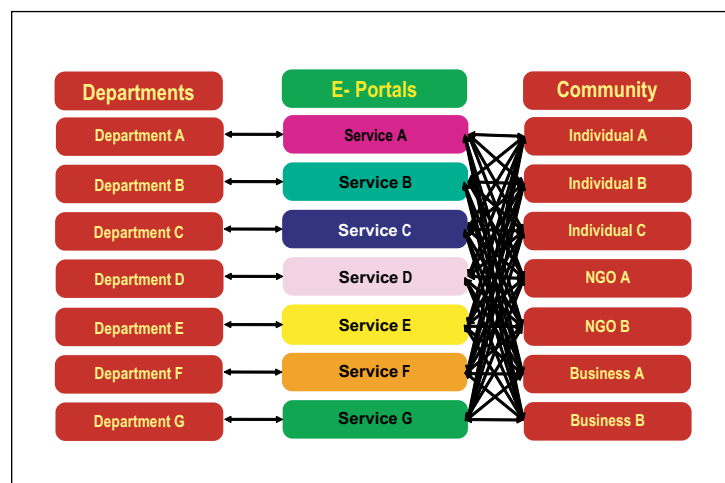 Departments
E- Portals
Community
Department A
Service A
Individual A
Department B
Service B
Individual B
Department C
Service C
Individual C
Department D
Service D
NGO A
Department E
Service E
NGO B
Department F
Service F
Business A
Department G
Service G
Business B